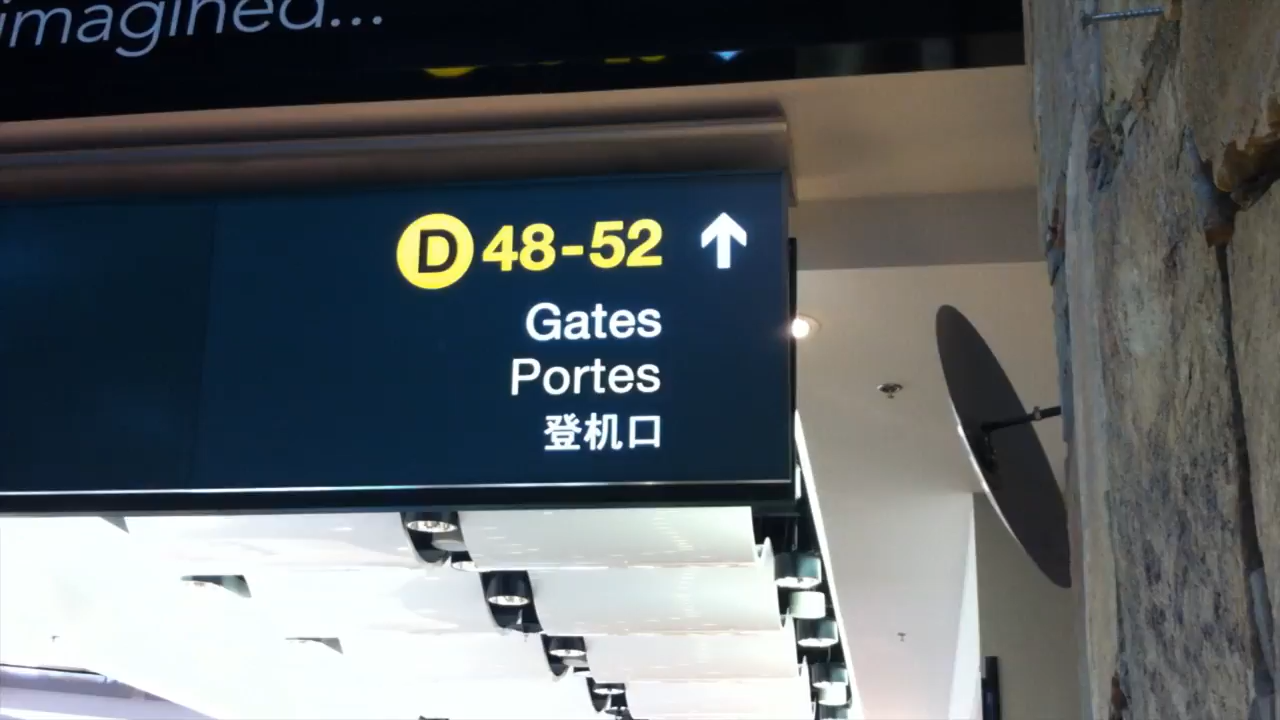 imagined...
D 48-52 ↑
Gates
Portes
登机口